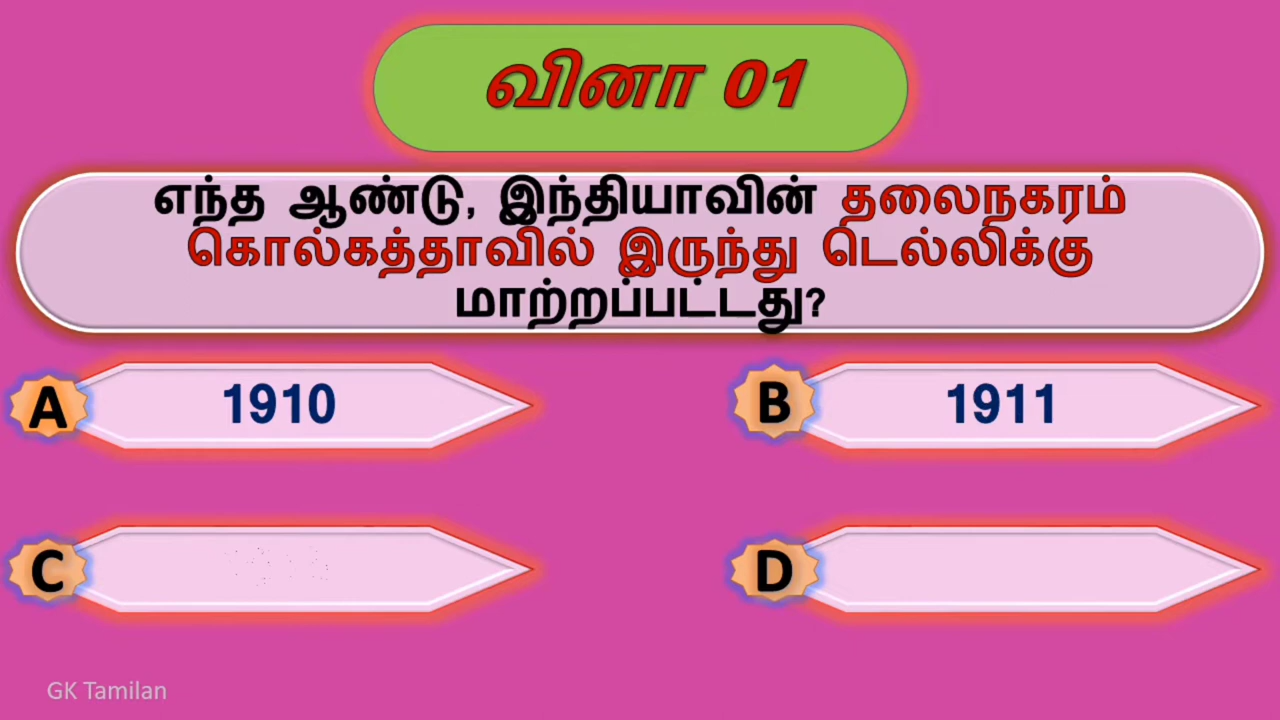 வினா 01
எந்த ஆண்டு, இந்தியாவின் தலைநகரம்
கொல்கத்தாவில் இருந்து டெல்லிக்கு
மாற்றப்பட்டது?
A 1910
B 1911
C
D
GK Tamilan